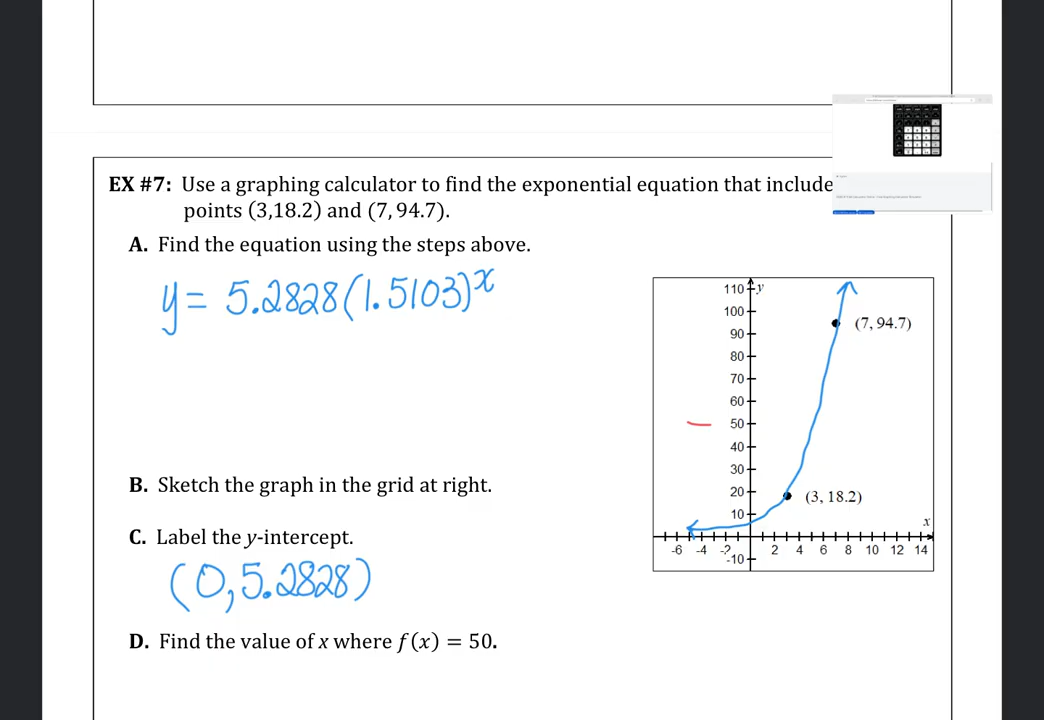 EX #7: Use a graphing calculator to find the exponential equation that include
points (3,18.2) and (7, 94.7).
A. Find the equation using the steps above.
y = 5.2828(1.5103)^x
B. Sketch the graph in the grid at right.
C. Label the y-intercept.
(0,5.2828)
D. Find the value of x where f(x) = 50.
110 y
100
90
80
70
60
50
40
30
20
10
-10
(7, 94.7)
(3, 18.2)
x
-6 -4 -2 2 4 6 8 10 12 14